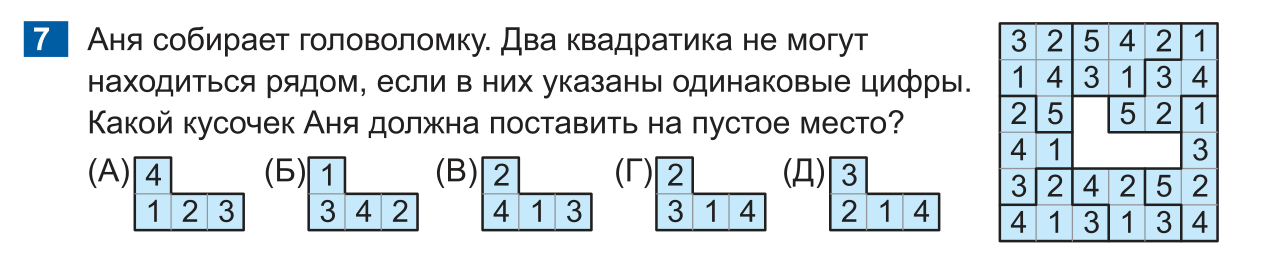 7 Аня собирает головоломку. Два квадратика не могут
находиться рядом, если в них указаны одинаковые цифры.
Какой кусочек Аня должна поставить на пустое место?
(А) 4
1 2 3
(Б) 1
3 4 2
(В) 2
4 1 3
(Г) 2
3 1 4
(Д) 3
2 1 4
3 2 5 4 2 1
1 4 3 1 3 4
2 5 5 2 1
4 1 3
3 2 4 2 5 2
4 1 3 1 3 4